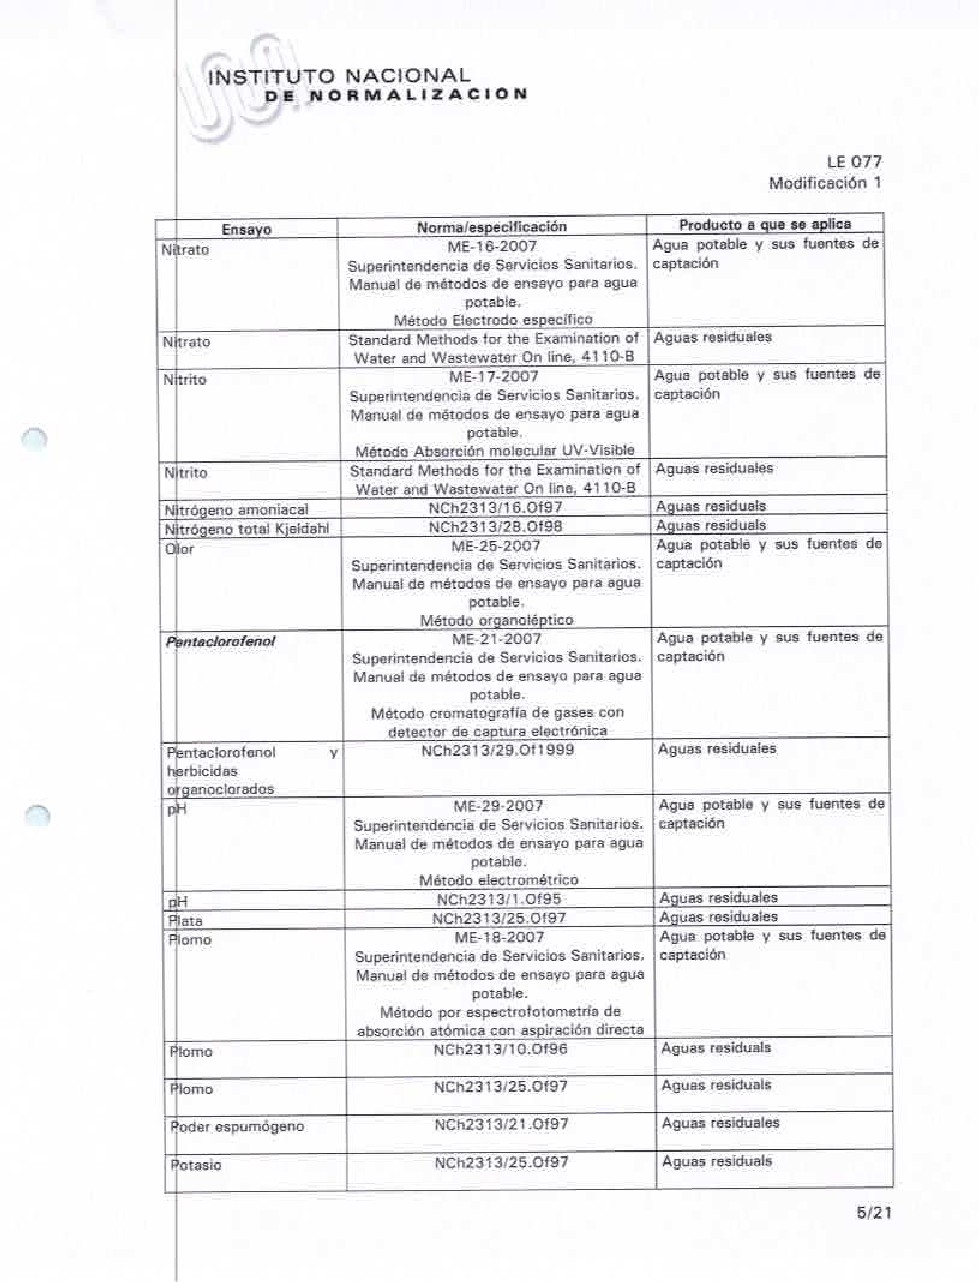 INSTITUTO NACIONAL
DE NORMALIZACION
LE 077
Modificación 1
Ensayo Norma/especificación Producto a que se aplica
Nitrato ME-16-2007 Agua potable y sus fuentes de
Superintendencia de Servicios Sanitarios. captación
Manual de métodos de ensayo para agua
potable.
Método Electrodo específico
Nitrato Standard Methods for the Examination of Aguas residuales
Water and Wastewater On line, 4110-B
Nitrito ME-17-2007 Agua potable y sus fuentes de
Superintendencia de Servicios Sanitarios. captación
Manual de métodos de ensayo para agua
potable.
Método Absorción molecular UV-Visible
Nitrito Standard Methods for the Examination of Aguas residuales
Water and Wastewater On line, 4110-B
Nitrógeno amoniacal NCh2313/16.Of97 Aguas residuals
Nitrógeno total Kjeldahl NCh2313/28.Of98 Aguas residuals
Olor ME-25-2007 Agua potable y sus fuentes de
Superintendencia de Servicios Sanitarios. captación
Manual de métodos de ensayo para agua
potable.
Método organoléptico
Pentaclorofenol ME-21-2007 Agua potable y sus fuentes de
Superintendencia de Servicios Sanitarios. captación
Manual de métodos de ensayo para agua
potable.
Método cromatografía de gases con
detector de captura electrónica
Pentaclorofenol y NCh2313/29.Of1999 Aguas residuales
herbicidas
organoclorados
pH ME-29-2007 Agua potable y sus fuentes de
Superintendencia de Servicios Sanitarios. captación
Manual de métodos de ensayo para agua
potable.
Método electrométrico
pH NCh2313/1.Of95 Aguas residuales
Plata NCh2313/25.Of97 Aguas residuales
Plomo ME-18-2007 Agua potable y sus fuentes de
Superintendencia de Servicios Sanitarios. captación
Manual de métodos de ensayo para agua
potable.
Método por espectrofotometría de
absorción atómica con aspiración directa
Plomo NCh2313/10.Of96 Aguas residuals
Plomo NCh2313/25.Of97 Aguas residuals
Poder espumógeno NCh2313/21.Of97 Aguas residuales
Potasio NCh2313/25.Of97 Aguas residuals
5/21